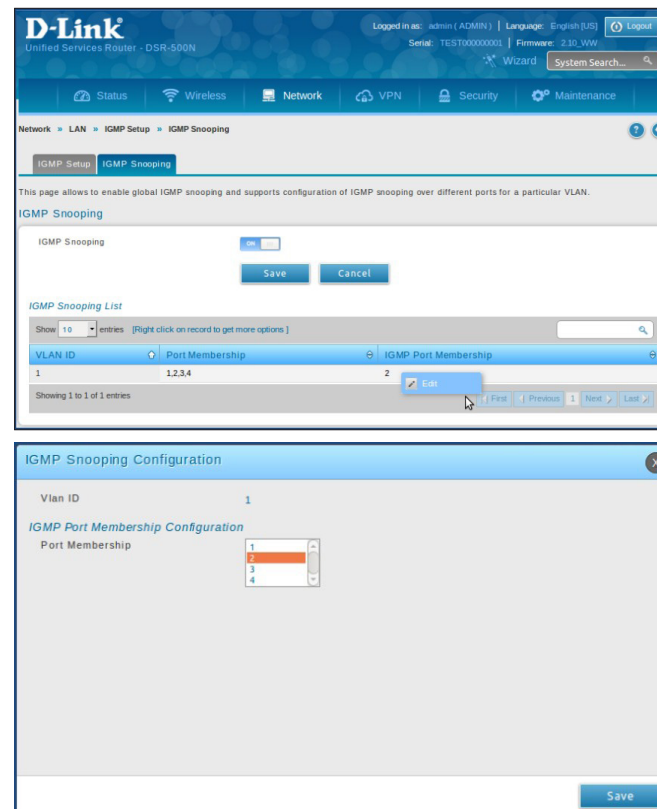 D-Link
Unified Services Router - DSR-500N
Logged in as: admin ( ADMIN ) | Language: English [US] Logout
Serial: TEST000000001 | Firmware: 2.10_WW
Wizard System Search...
Status Wireless Network VPN Security Maintenance
Network » LAN » IGMP Setup » IGMP Snooping
IGMP Setup IGMP Snooping
This page allows to enable global IGMP snooping and supports configuration of IGMP snooping over different ports for a particular VLAN.
IGMP Snooping
IGMP Snooping ON
Save Cancel
IGMP Snooping List
Show 10 entries [Right click on record to get more options ]
VLAN ID Port Membership IGMP Port Membership
1 1,2,3,4 2
Edit
Showing 1 to 1 of 1 entries First Previous 1 Next Last
IGMP Snooping Configuration
Vlan ID 1
IGMP Port Membership Configuration
Port Membership 1
2
3
4
Save